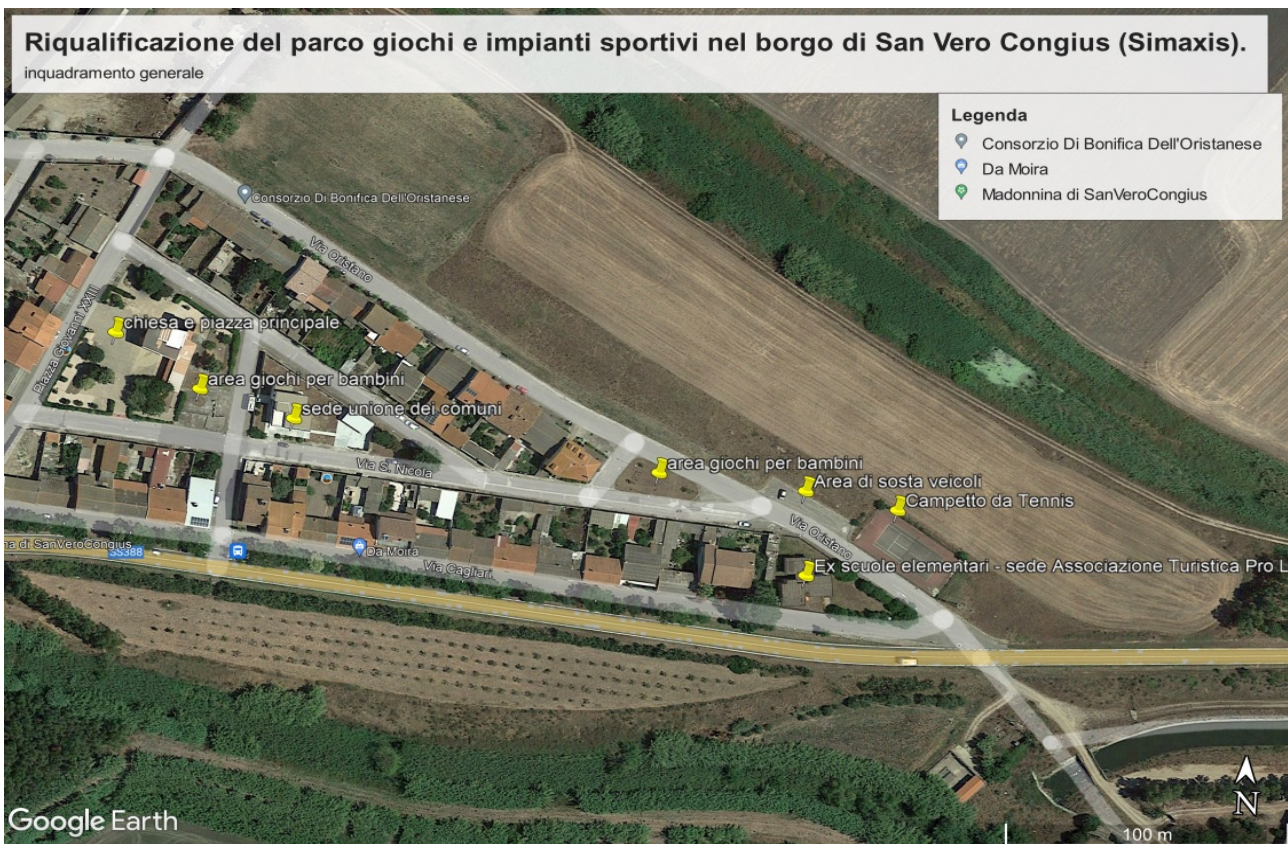 Riqualificazione del parco giochi e impianti sportivi nel borgo di San Vero Congius (Simaxis).
inquadramento generale
Legenda
Consorzio Di Bonifica Dell'Oristanese
Da Moira
Madonnina di SanVeroCongius
Consorzio Di Bonifica Dell'Oristanese
Via Oristano
Piazza Giovanni XXIII
chiesa e piazza principale
area giochi per bambini
sede unione dei comuni
Via S. Nicola
area giochi per bambini
Area di sosta veicoli
Campetto da Tennis
Via Oristano
na di SanVeroCongius
SS388
Da Moira
Via Cagliari
Ex scuole elementari - sede Associazione Turistica Pro L
Google Earth
N
100 m